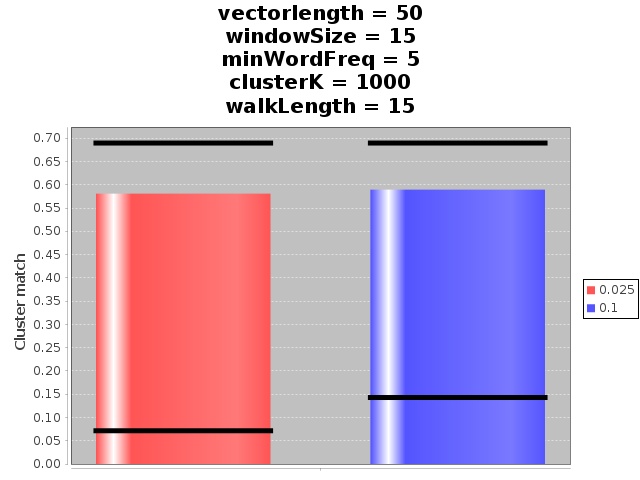 vectorlength = 50
windowSize = 15
minWordFreq = 5
clusterK = 1000
walkLength = 15
0.70
0.65
0.60
0.55
0.50
0.45
0.40
0.35
0.30
0.25
0.20
0.15
0.10
0.05
0.00
Cluster match
0.025
0.1